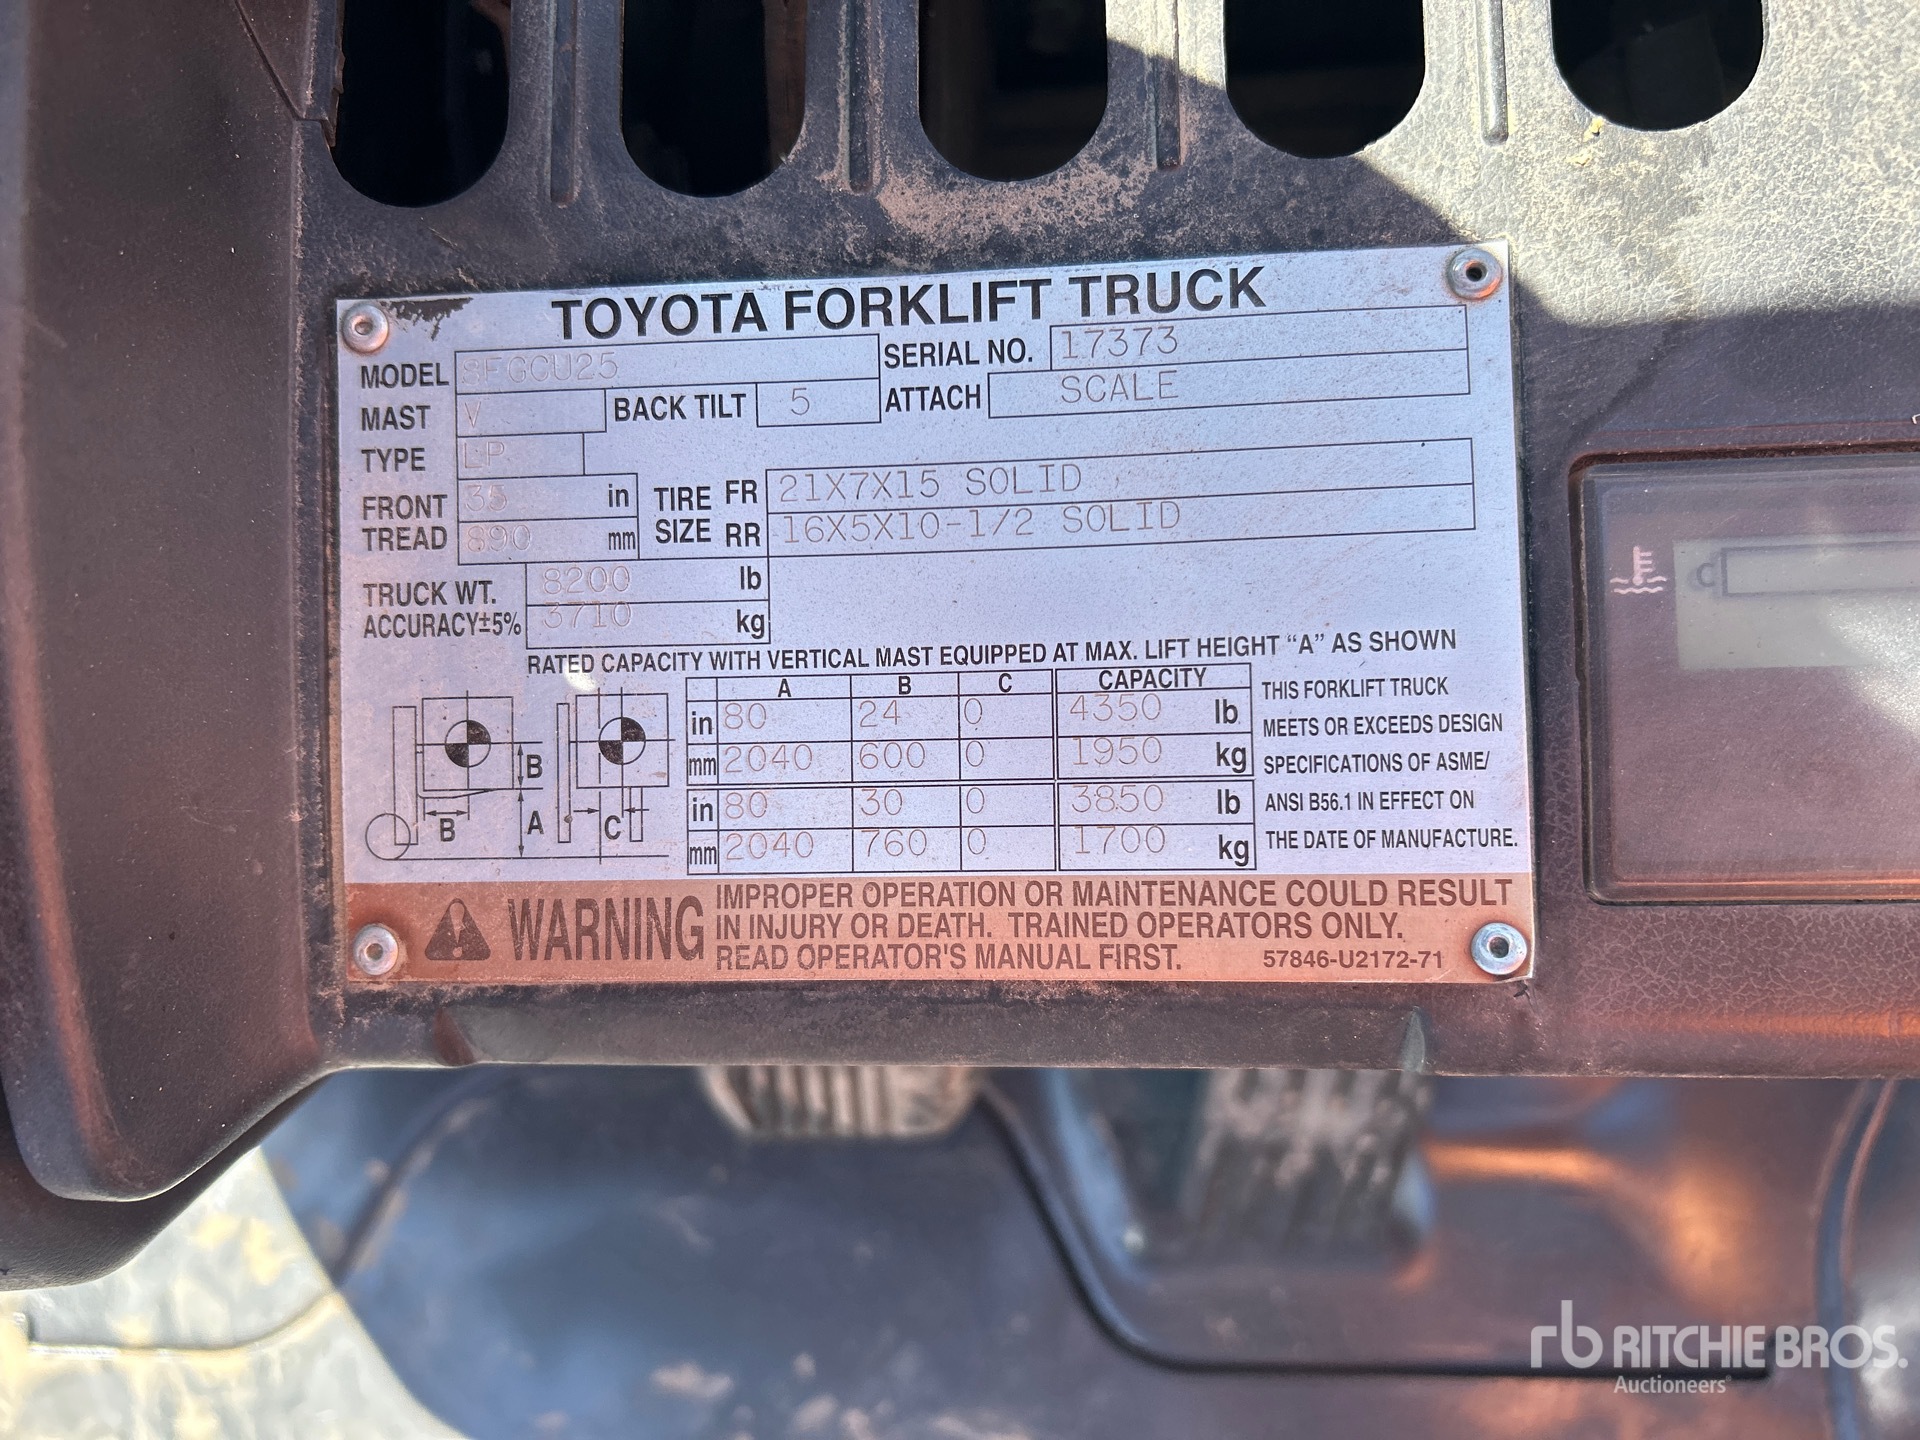 TOYOTA FORKLIFT TRUCK
MODEL 8FGCU25 SERIAL NO. 17373
MAST V BACK TILT 5 ATTACH SCALE
TYPE LP
FRONT TREAD 35 in 890 mm
TIRE SIZE FR 21X7X15 SOLID
RR 16X5X10-1/2 SOLID
TRUCK WT. 8200 lb
ACCURACY±5% 3710 kg
RATED CAPACITY WITH VERTICAL MAST EQUIPPED AT MAX. LIFT HEIGHT "A" AS SHOWN
A B C CAPACITY
in 80 24 0 4350 lb
mm 2040 600 0 1950 kg
in 80 30 0 3850 lb
mm 2040 760 0 1700 kg
B
B A C
THIS FORKLIFT TRUCK
MEETS OR EXCEEDS DESIGN
SPECIFICATIONS OF ASME/
ANSI B56.1 IN EFFECT ON
THE DATE OF MANUFACTURE.
WARNING
IMPROPER OPERATION OR MAINTENANCE COULD RESULT
IN INJURY OR DEATH. TRAINED OPERATORS ONLY.
READ OPERATOR'S MANUAL FIRST. 57846-U2172-71
C
rb RITCHIE BROS.
Auctioneers